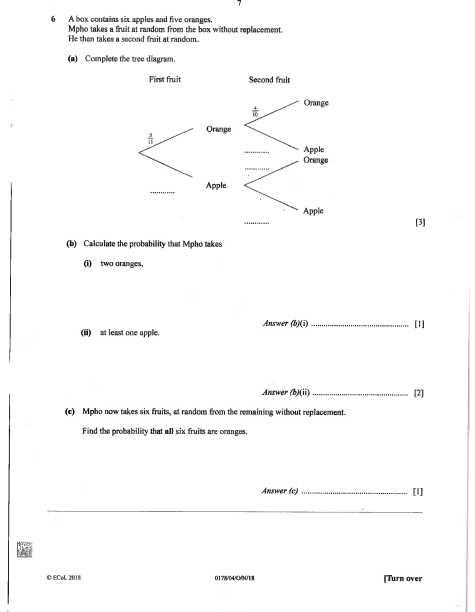 7
6 A box contains six apples and five oranges.
Mpho takes a fruit at random from the box without replacement.
He then takes a second fruit at random.
(a) Complete the tree diagram.
First fruit Second fruit
Orange
4/10
5/11
Orange
............ Apple
............ Orange
Apple
............
Apple
............ [3]
(b) Calculate the probability that Mpho takes
(i) two oranges,
Answer (b)(i) ............................................ [1]
(ii) at least one apple.
Answer (b)(ii) ............................................ [2]
(c) Mpho now takes six fruits, at random from the remaining without replacement.
Find the probability that all six fruits are oranges.
Answer (c) ................................................ [1]
© ECoL 2018 0178/04/O/N/18 [Turn over